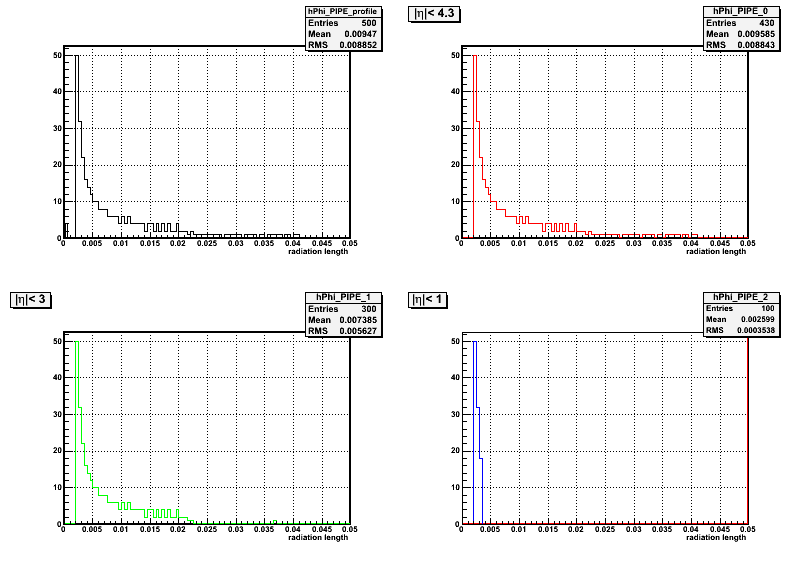 hPhi_PIPE_profile
Entries 500
Mean 0.00947
RMS 0.008852
50
40
30
20
10
0
0 0.005 0.01 0.015 0.02 0.025 0.03 0.035 0.04 0.045 0.05
radiation length
|η|< 4.3
hPhi_PIPE_0
Entries 430
Mean 0.009585
RMS 0.008843
50
40
30
20
10
0
0 0.005 0.01 0.015 0.02 0.025 0.03 0.035 0.04 0.045 0.05
radiation length
|η|< 3
hPhi_PIPE_1
Entries 300
Mean 0.007385
RMS 0.005627
50
40
30
20
10
0
0 0.005 0.01 0.015 0.02 0.025 0.03 0.035 0.04 0.045 0.05
radiation length
|η|< 1
hPhi_PIPE_2
Entries 100
Mean 0.002599
RMS 0.0003538
50
40
30
20
10
0
0 0.005 0.01 0.015 0.02 0.025 0.03 0.035 0.04 0.045 0.05
radiation length